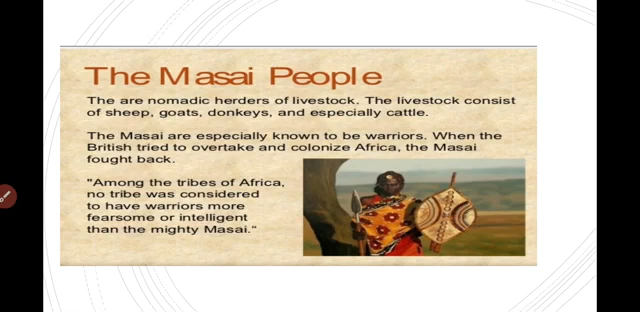 The Masai People
The are nomadic herders of livestock. The livestock consist
of sheep, goats, donkeys, and especially cattle.
The Masai are especially known to be warriors. When the
British tried to overtake and colonize Africa, the Masai
fought back.
"Among the tribes of Africa,
no tribe was considered
to have warriors more
fearsome or intelligent
than the mighty Masai."